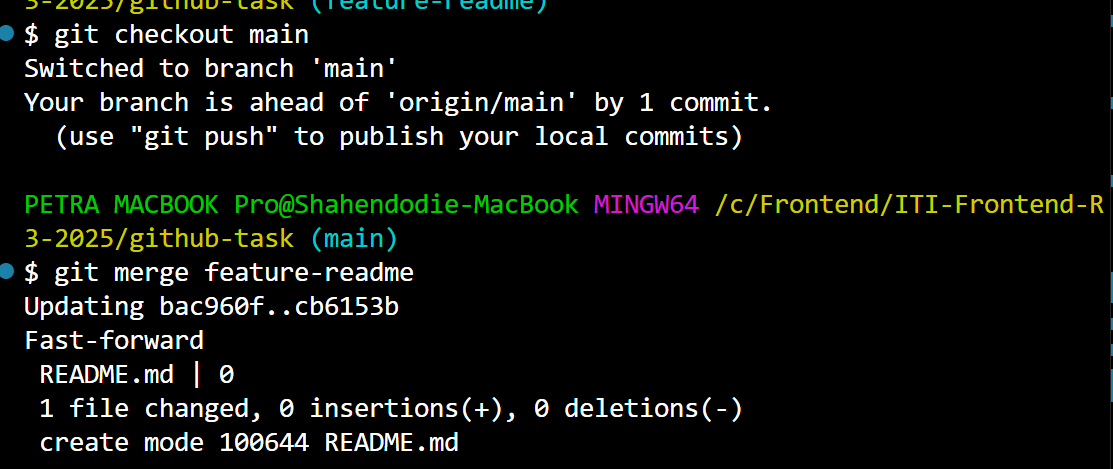 3-2025/github-task (feature-readme)
$ git checkout main
Switched to branch 'main'
Your branch is ahead of 'origin/main' by 1 commit.
  (use "git push" to publish your local commits)
PETRA MACBOOK Pro@Shahendodie-MacBook MINGW64 /c/Frontend/ITI-Frontend-R
3-2025/github-task (main)
$ git merge feature-readme
Updating bac960f..cb6153b
Fast-forward
 README.md | 0
 1 file changed, 0 insertions(+), 0 deletions(-)
 create mode 100644 README.md